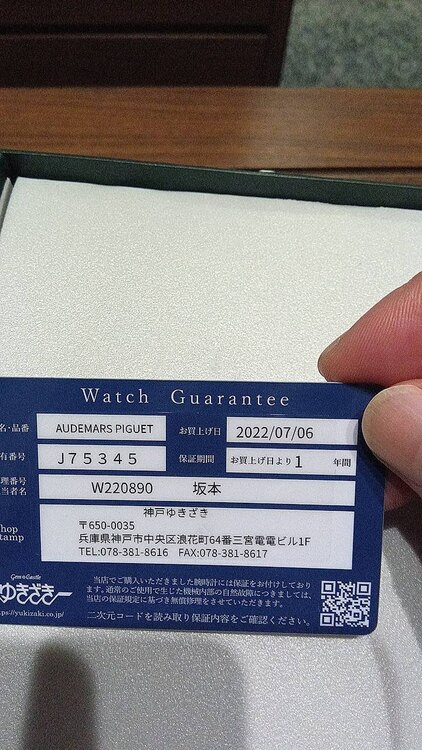 Watch Guarantee
名・品番 AUDEMARS PIGUET お買上げ日 2022/07/06
有番号 J75345 保証期間 お買上げ日より1 年間
理番号
当者名 W220890 坂本
神戸ゆきざき
hop
tamp 〒650-0035
兵庫県神戸市中央区浪花町64番三宮電電ビル1F
TEL:078-381-8616 FAX:078-381-8617
Gem●Castle
ゆきざき
ps://yukizaki.co.jp/
当店でご購入いただきました腕時計には保証をお付けしており
ます。通常のご使用で生じた機械内部の自然故障につきましては、
当店の保証規定に基づき無償修理をさせていただきます。
二次元コードを読み取り保証内容をご確認ください。